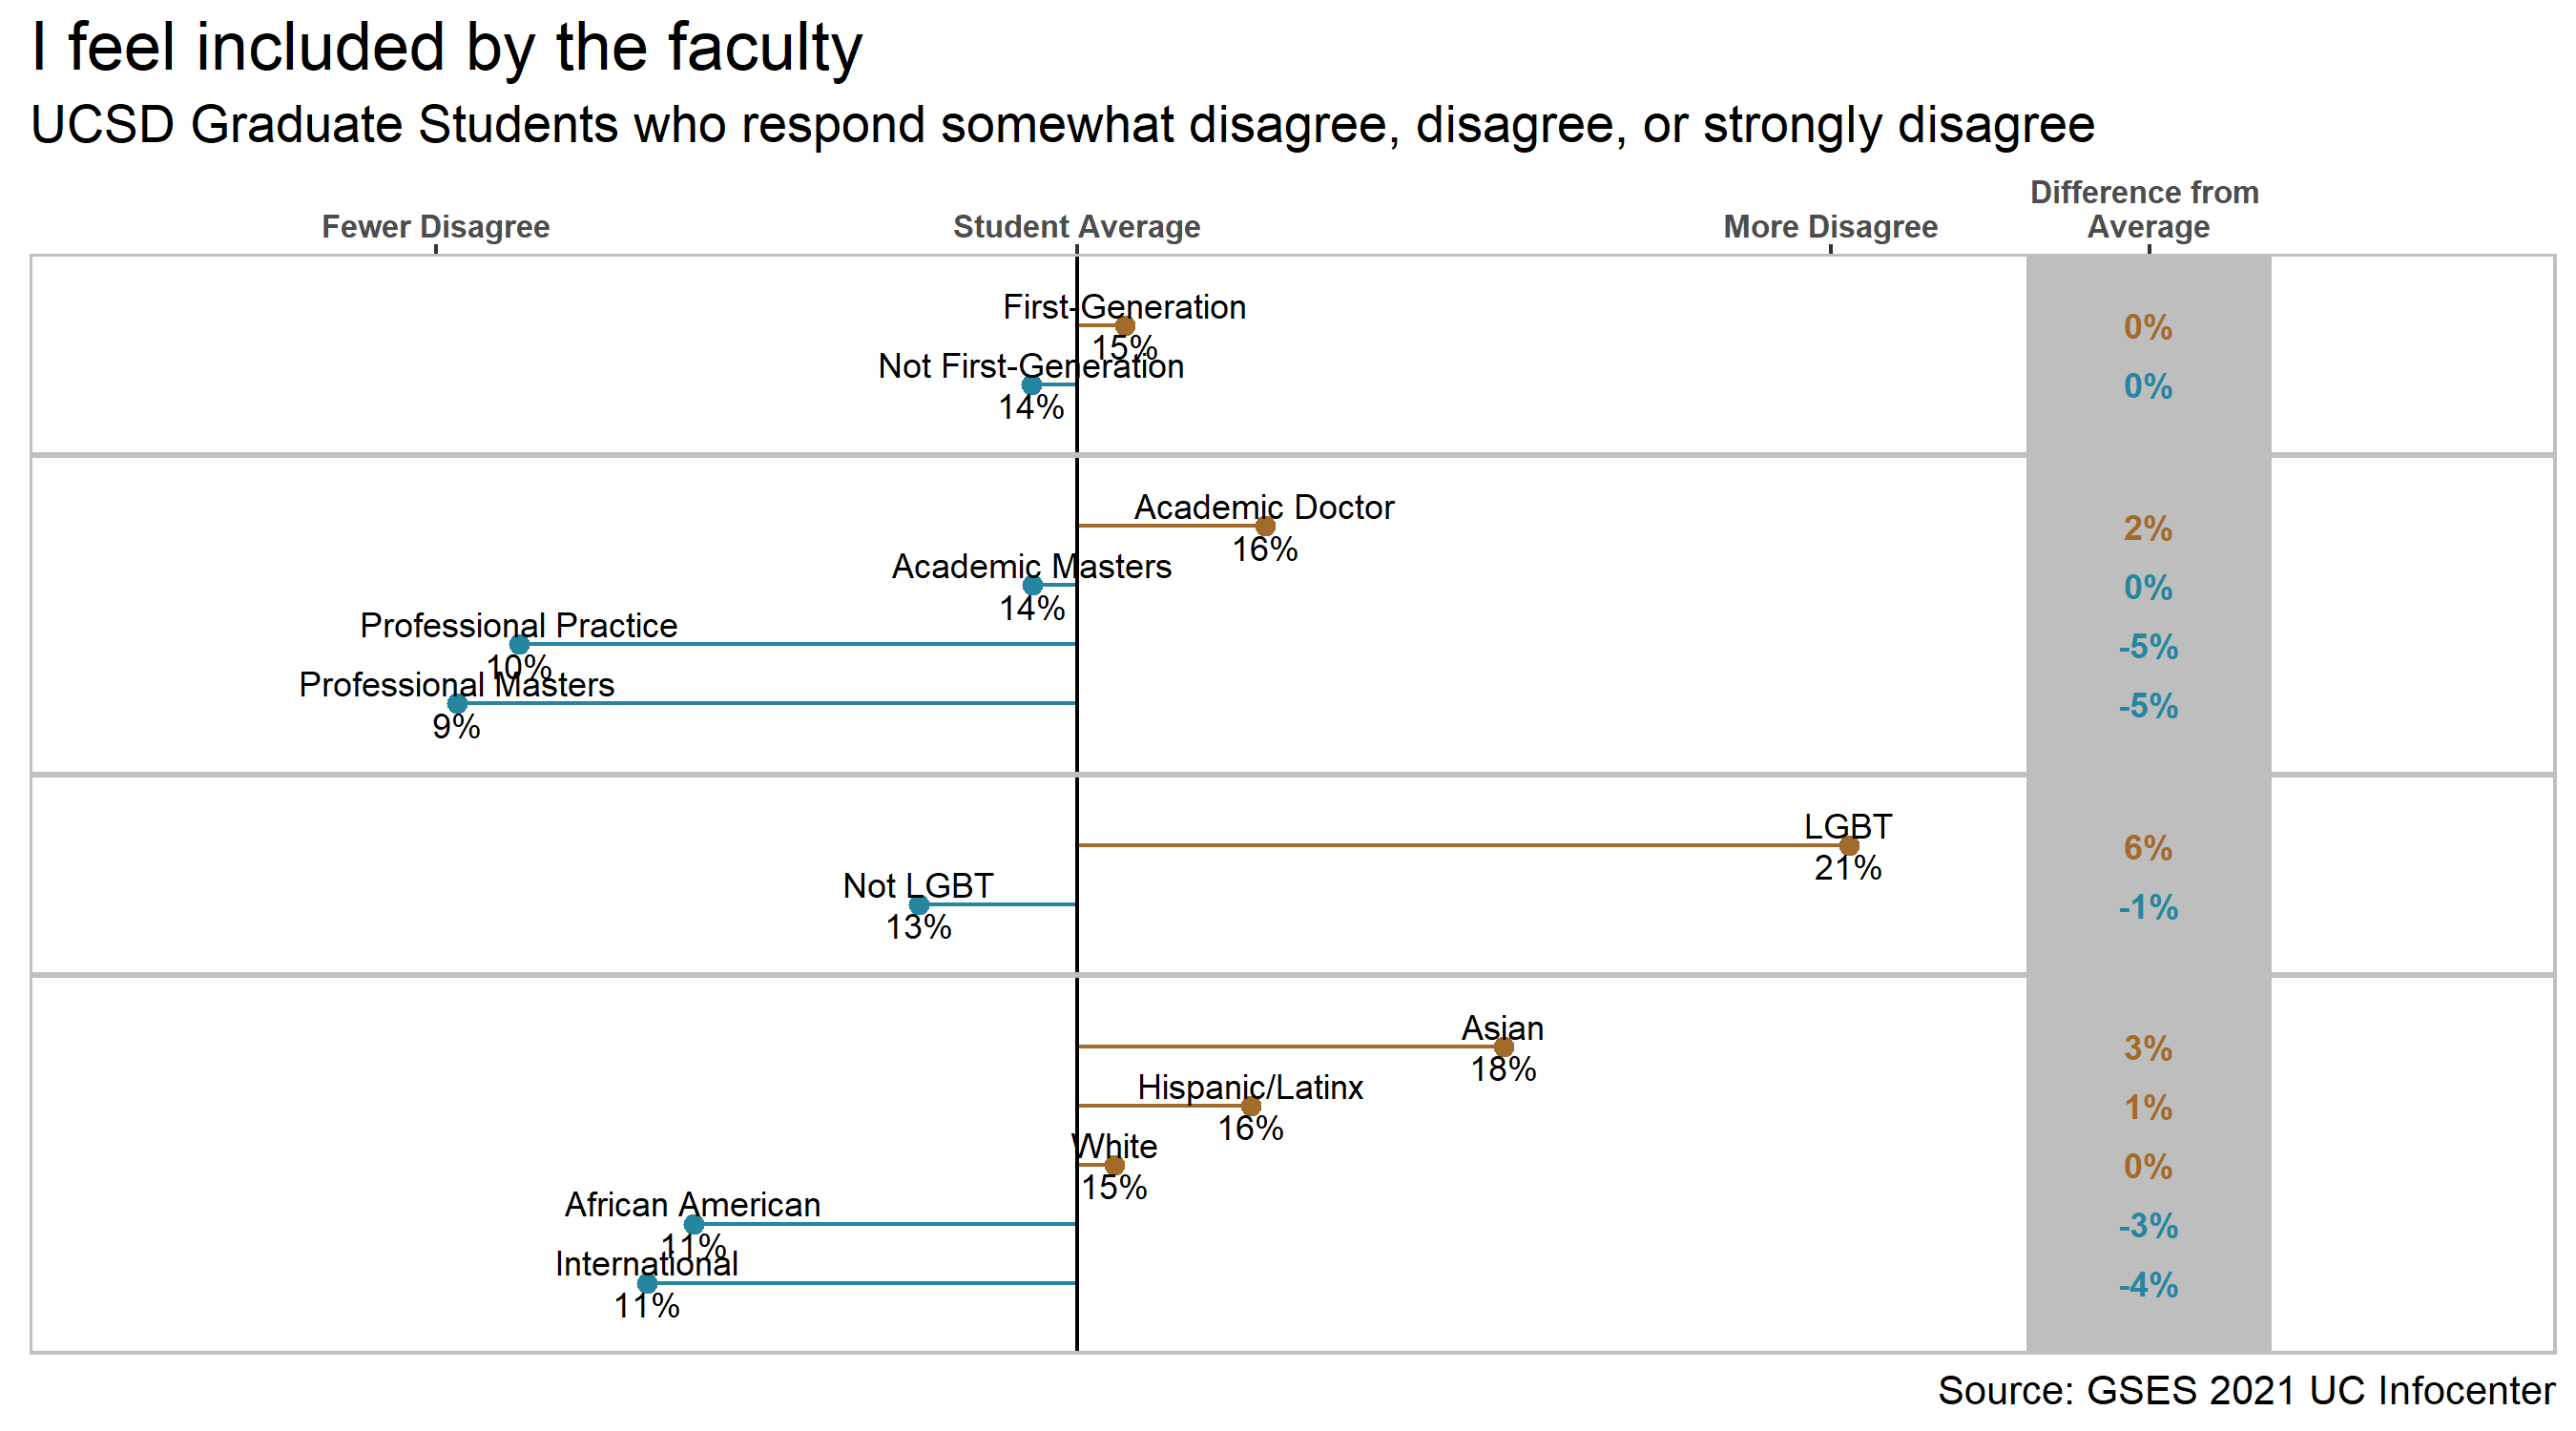 I feel included by the faculty
UCSD Graduate Students who respond somewhat disagree, disagree, or strongly disagree
Difference from
Fewer Disagree Student Average More Disagree Average
First-Generation
0%
15%
Not First-Generation
0%
14%
Academic Doctor
2%
16%
Academic Masters
0%
14%
Professional Practice
-5%
10%
Professional Masters
-5%
9%
LGBT
6%
21%
Not LGBT
-1%
13%
Asian
3%
18%
Hispanic/Latinx
1%
16%
White
0%
15%
African American
-3%
11%
International
-4%
11%
Source: GSES 2021 UC Infocenter